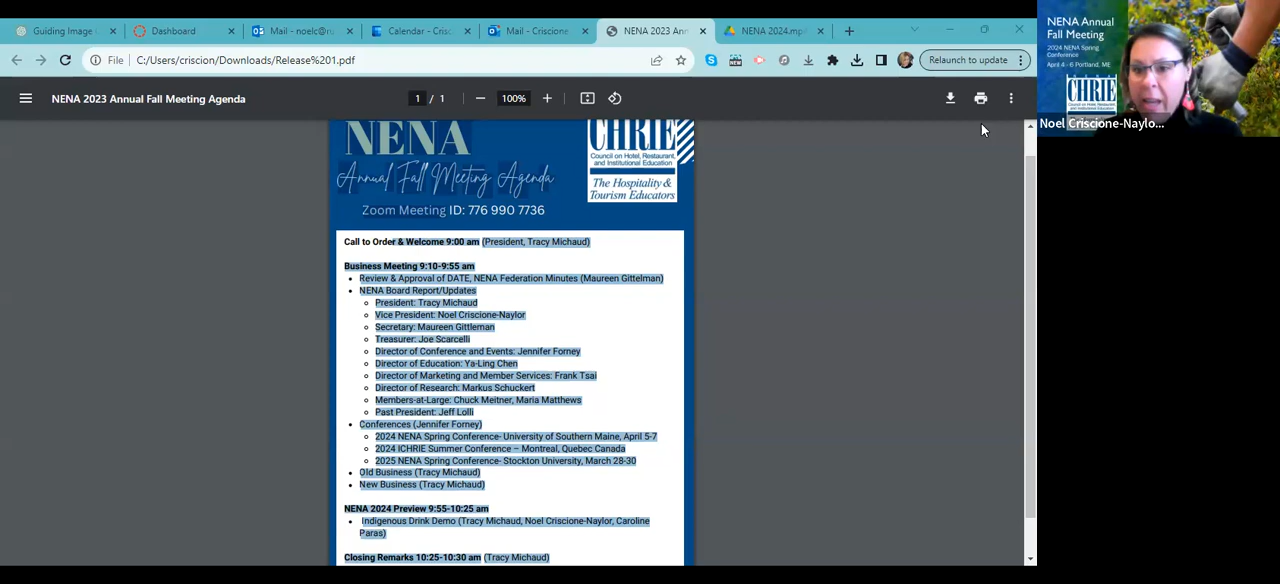 Guiding Image
Dashboard
Mail - noelc@ru
Calendar - Crisc
Mail - Criscione
NENA 2023 Ann
NENA 2024.mp
File
C:/Users/criscion/Downloads/Release%201.pdf
Relaunch to update
NENA 2023 Annual Fall Meeting Agenda
1 / 1
100%
NENA
Annual Fall Meeting Agenda
Zoom Meeting ID: 776 990 7736
CHRIE
Council on Hotel, Restaurant,
and Institutional Education
The Hospitality &
Tourism Educators
Call to Order & Welcome 9:00 am (President, Tracy Michaud)
Business Meeting 9:10-9:55 am
• Review & Approval of DATE, NENA Federation Minutes (Maureen Gittelman)
• NENA Board Report/Updates
President: Tracy Michaud
Vice President: Noel Criscione-Naylor
Secretary: Maureen Gittleman
Treasurer: Joe Scarcelli
Director of Conference and Events: Jennifer Forney
Director of Education: Ya-Ling Chen
Director of Marketing and Member Services: Frank Tsai
Director of Research: Markus Schuckert
Members-at-Large: Chuck Meitner, Maria Matthews
Past President: Jeff Lolli
• Conferences (Jennifer Forney)
2024 NENA Spring Conference- University of Southern Maine, April 5-7
2024 ICHRIE Summer Conference – Montreal, Quebec Canada
2025 NENA Spring Conference- Stockton University, March 28-30
• Old Business (Tracy Michaud)
• New Business (Tracy Michaud)
NENA 2024 Preview 9:55-10:25 am
• Indigenous Drink Demo (Tracy Michaud, Noel Criscione-Naylor, Caroline
Paras)
Closing Remarks 10:25-10:30 am (Tracy Michaud)
NENA Annual
Fall Meeting
2024 NENA Spring
Conference
April 4 - 6 Portland, ME
CHRIE
Noel Criscione-Naylo...